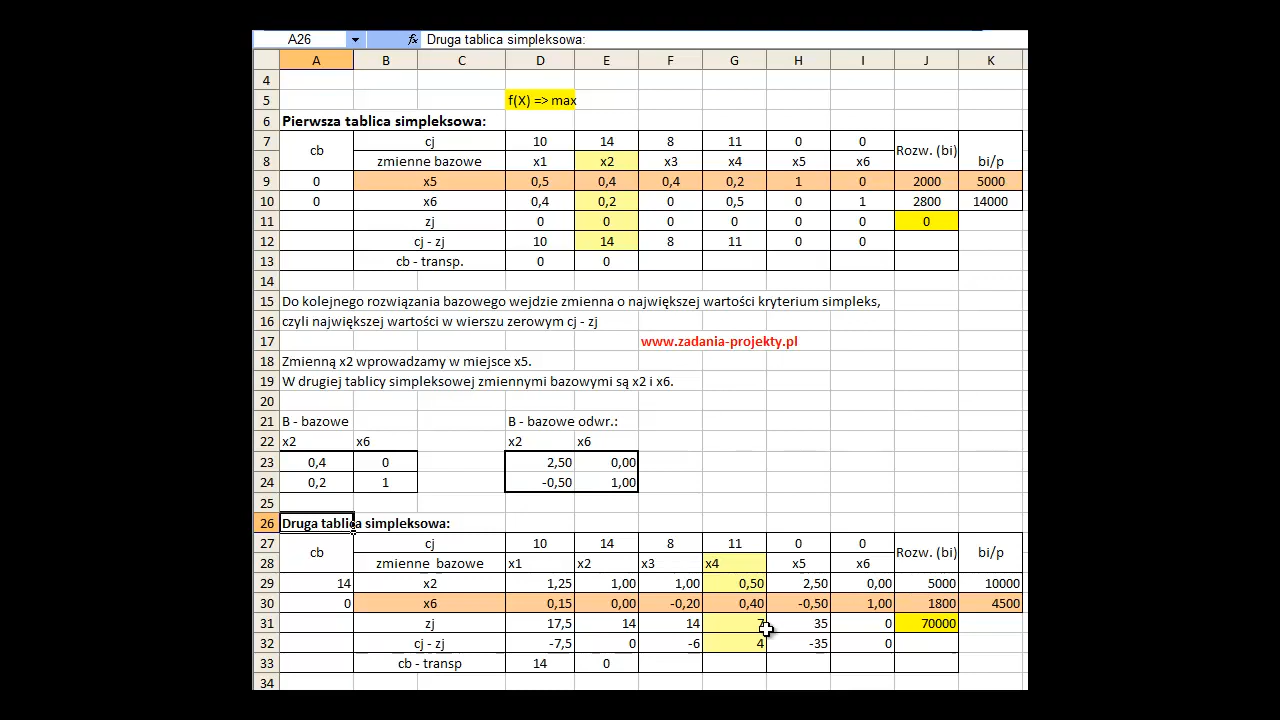 A26 fx Druga tablica simpleksowa:
A B C D E F G H I J K
4
5 f(X) => max
6 Pierwsza tablica simpleksowa:
7 cb cj 10 14 8 11 0 0 Rozw. (bi) bi/p
8 zmienne bazowe x1 x2 x3 x4 x5 x6
9 0 x5 0,5 0,4 0,4 0,2 1 0 2000 5000
10 0 x6 0,4 0,2 0 0,5 0 1 2800 14000
11 zj 0 0 0 0 0 0 0
12 cj - zj 10 14 8 11 0 0
13 cb - transp. 0 0
14
15 Do kolejnego rozwiązania bazowego wejdzie zmienna o największej wartości kryterium simpleks,
16 czyli największej wartości w wierszu zerowym cj - zj
17 www.zadania-projekty.pl
18 Zmienną x2 wprowadzamy w miejsce x5.
19 W drugiej tablicy simpleksowej zmiennymi bazowymi są x2 i x6.
20
21 B - bazowe B - bazowe odwr.:
22 x2 x6 x2 x6
23 0,4 0 2,50 0,00
24 0,2 1 -0,50 1,00
25
26 Druga tablica simpleksowa:
27 cb cj 10 14 8 11 0 0 Rozw. (bi) bi/p
28 zmienne bazowe x1 x2 x3 x4 x5 x6
29 14 x2 1,25 1,00 1,00 0,50 2,50 0,00 5000 10000
30 0 x6 0,15 0,00 -0,20 0,40 -0,50 1,00 1800 4500
31 zj 17,5 14 14 7 35 0 70000
32 cj - zj -7,5 0 -6 4 -35 0
33 cb - transp 14 0
34